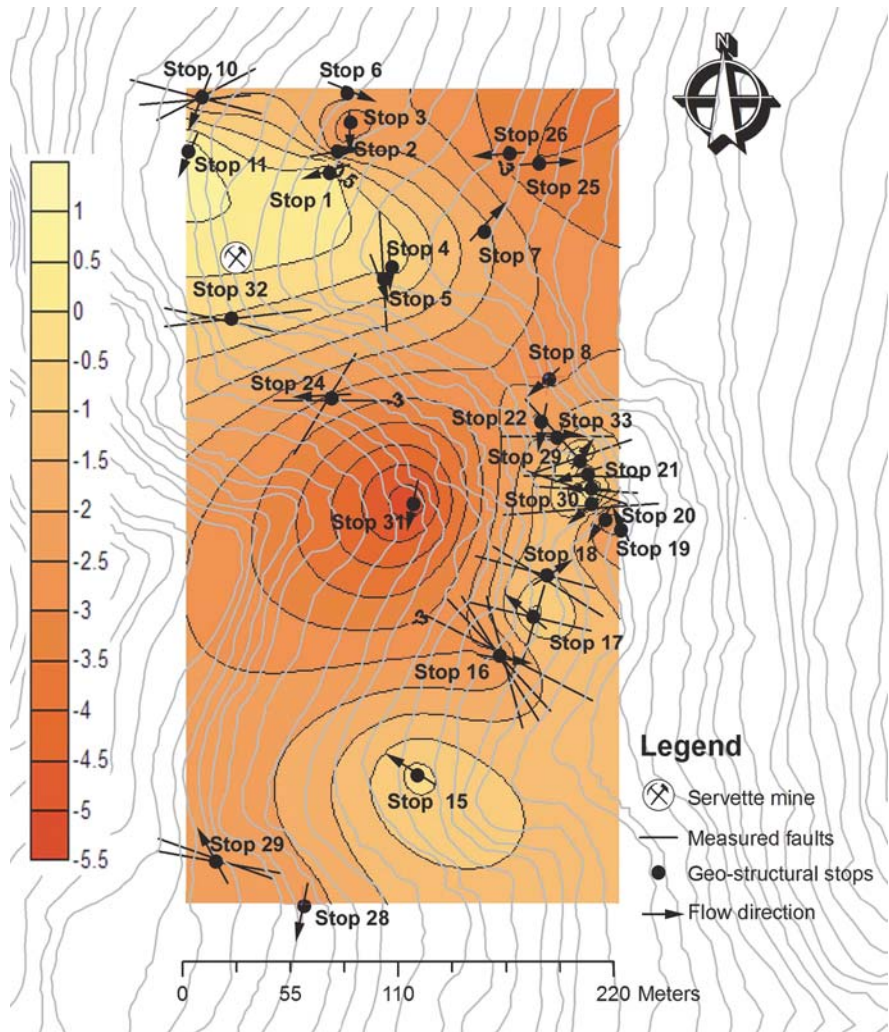 N
Stop 10
Stop 6
Stop 3
Stop 26
Stop 2
Stop 11
-3
Stop 25
-1.5
Stop 1
1
Stop 4
Stop 7
0.5
Stop 5
Stop 32
0
-0.5
Stop 8
Stop 24
-3
-1
Stop 22
Stop 33
-1.5
Stop 29
Stop 21
-2
Stop 30
Stop 31
Stop 20
-2.5
Stop 19
Stop 18
-3
-3
Stop 17
-3.5
Stop 16
-4
Legend
-4.5
Stop 15
Servette mine
-5
Measured faults
-5.5
Stop 29
Geo-structural stops
Stop 28
Flow direction
0
55
110
220 Meters